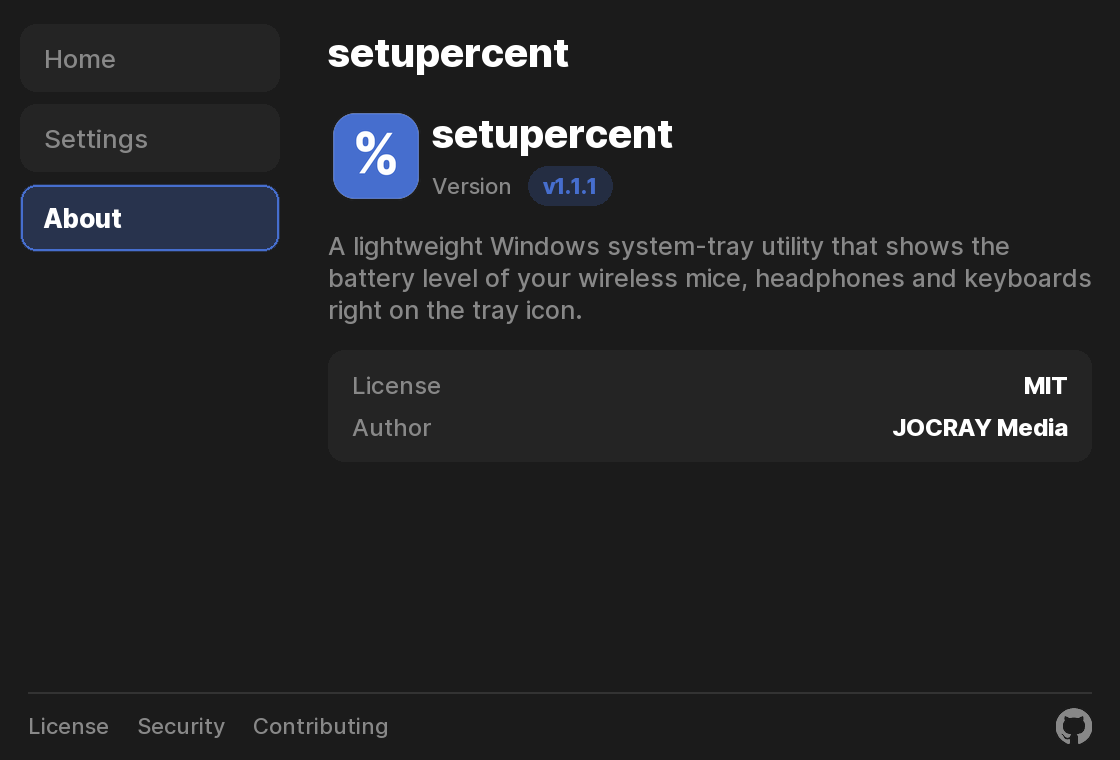 Home
Settings
About
setupercent
%
setupercent
Version v1.1.1
A lightweight Windows system-tray utility that shows the
battery level of your wireless mice, headphones and keyboards
right on the tray icon.
License MIT
Author JOCRAY Media
License Security Contributing